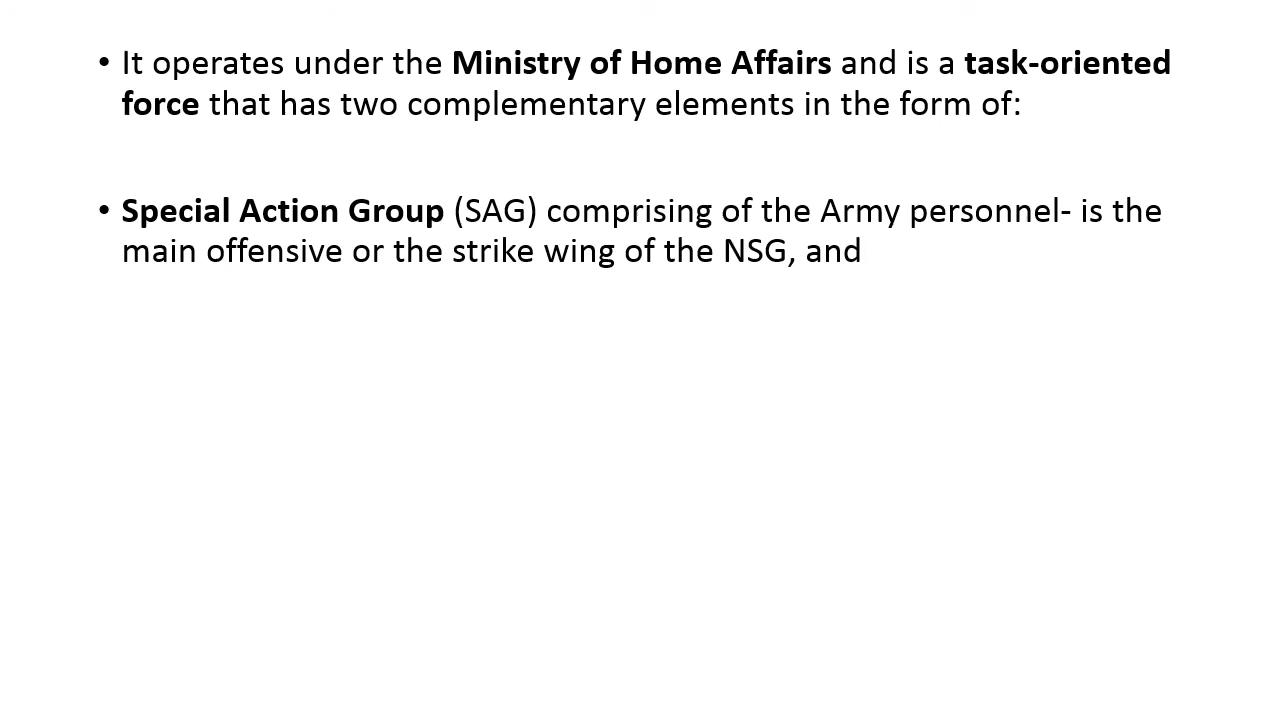 • It operates under the Ministry of Home Affairs and is a task-oriented
force that has two complementary elements in the form of:
• Special Action Group (SAG) comprising of the Army personnel- is the
main offensive or the strike wing of the NSG, and